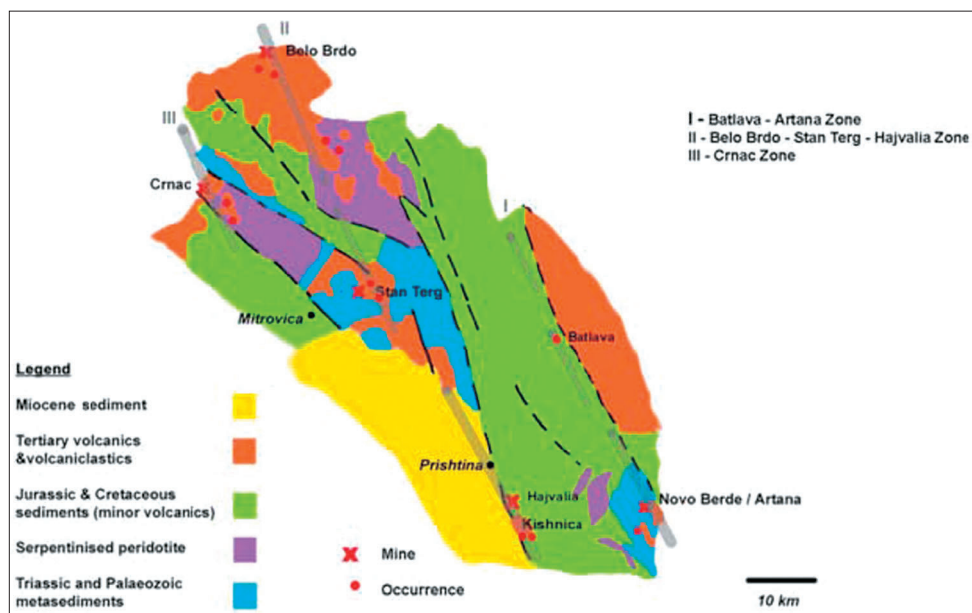 II
Belo Brdo
III
I - Batlava - Artana Zone
II - Belo Brdo - Stan Terg - Hajvalia Zone
III - Crnac Zone
Crnac
I
Stan Terg
Mitrovica
Batlava
Legend
Miocene sediment
Tertiary volcanics
&volcaniclastics
Prishtina
Jurassic & Cretaceous
sediments (minor volcanics)
Hajvalia
Novo Berde / Artana
Kishnica
Serpentinised peridotite
Mine
Triassic and Palaeozoic
metasediments
Occurrence
10 km